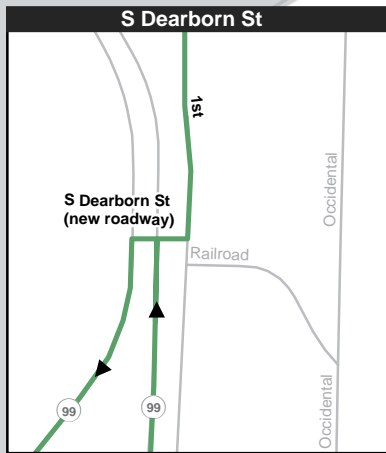 S Dearborn St
1st
Occidental
S Dearborn St
(new roadway)
Railroad
99
99
Occidental